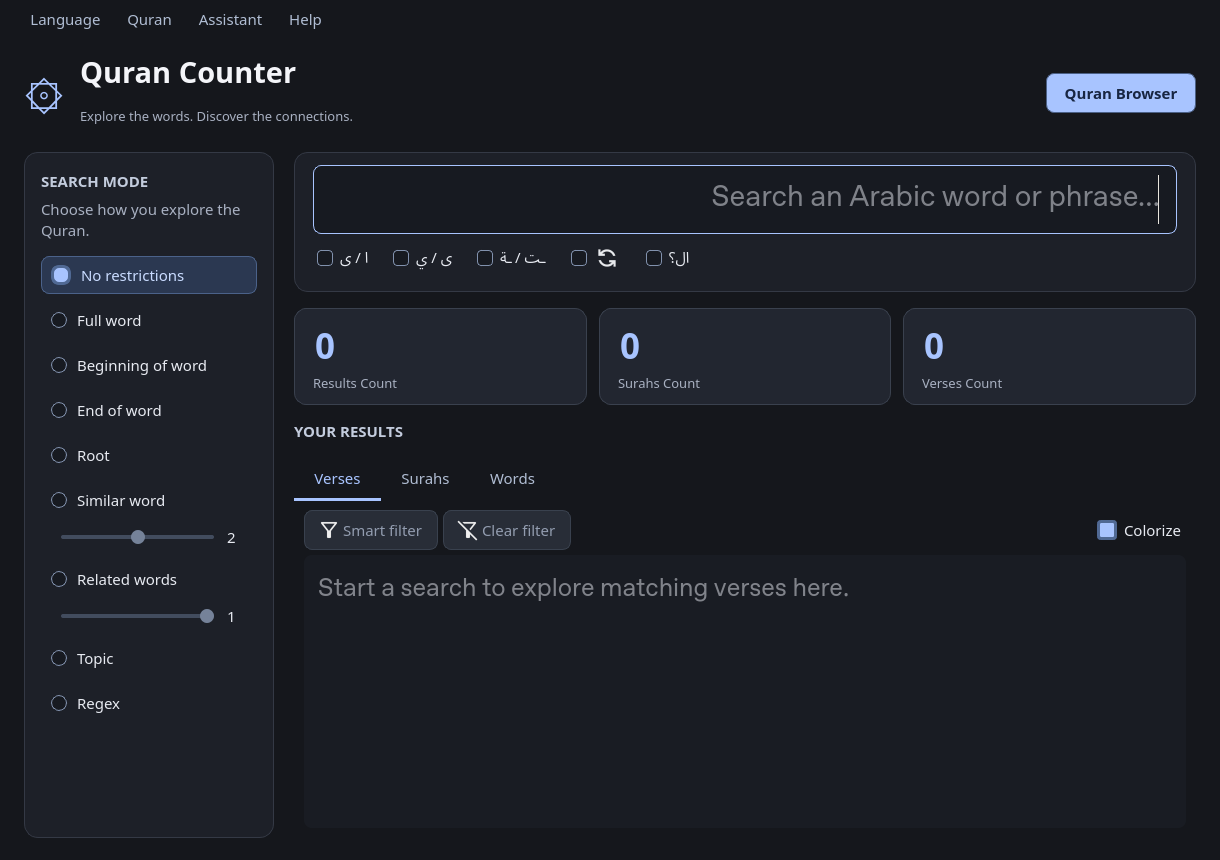 Language Quran Assistant Help
Quran Counter
Explore the words. Discover the connections.
Quran Browser
SEARCH MODE
Choose how you explore the
Quran.
No restrictions
Full word
Beginning of word
End of word
Root
Similar word
2
Related words
1
Topic
Regex
Search an Arabic word or phrase...
ا / ى
ى / ي
ـت / ـة
ال؟
0
Results Count
0
Surahs Count
0
Verses Count
YOUR RESULTS
Verses Surahs Words
Smart filter Clear filter Colorize
Start a search to explore matching verses here.